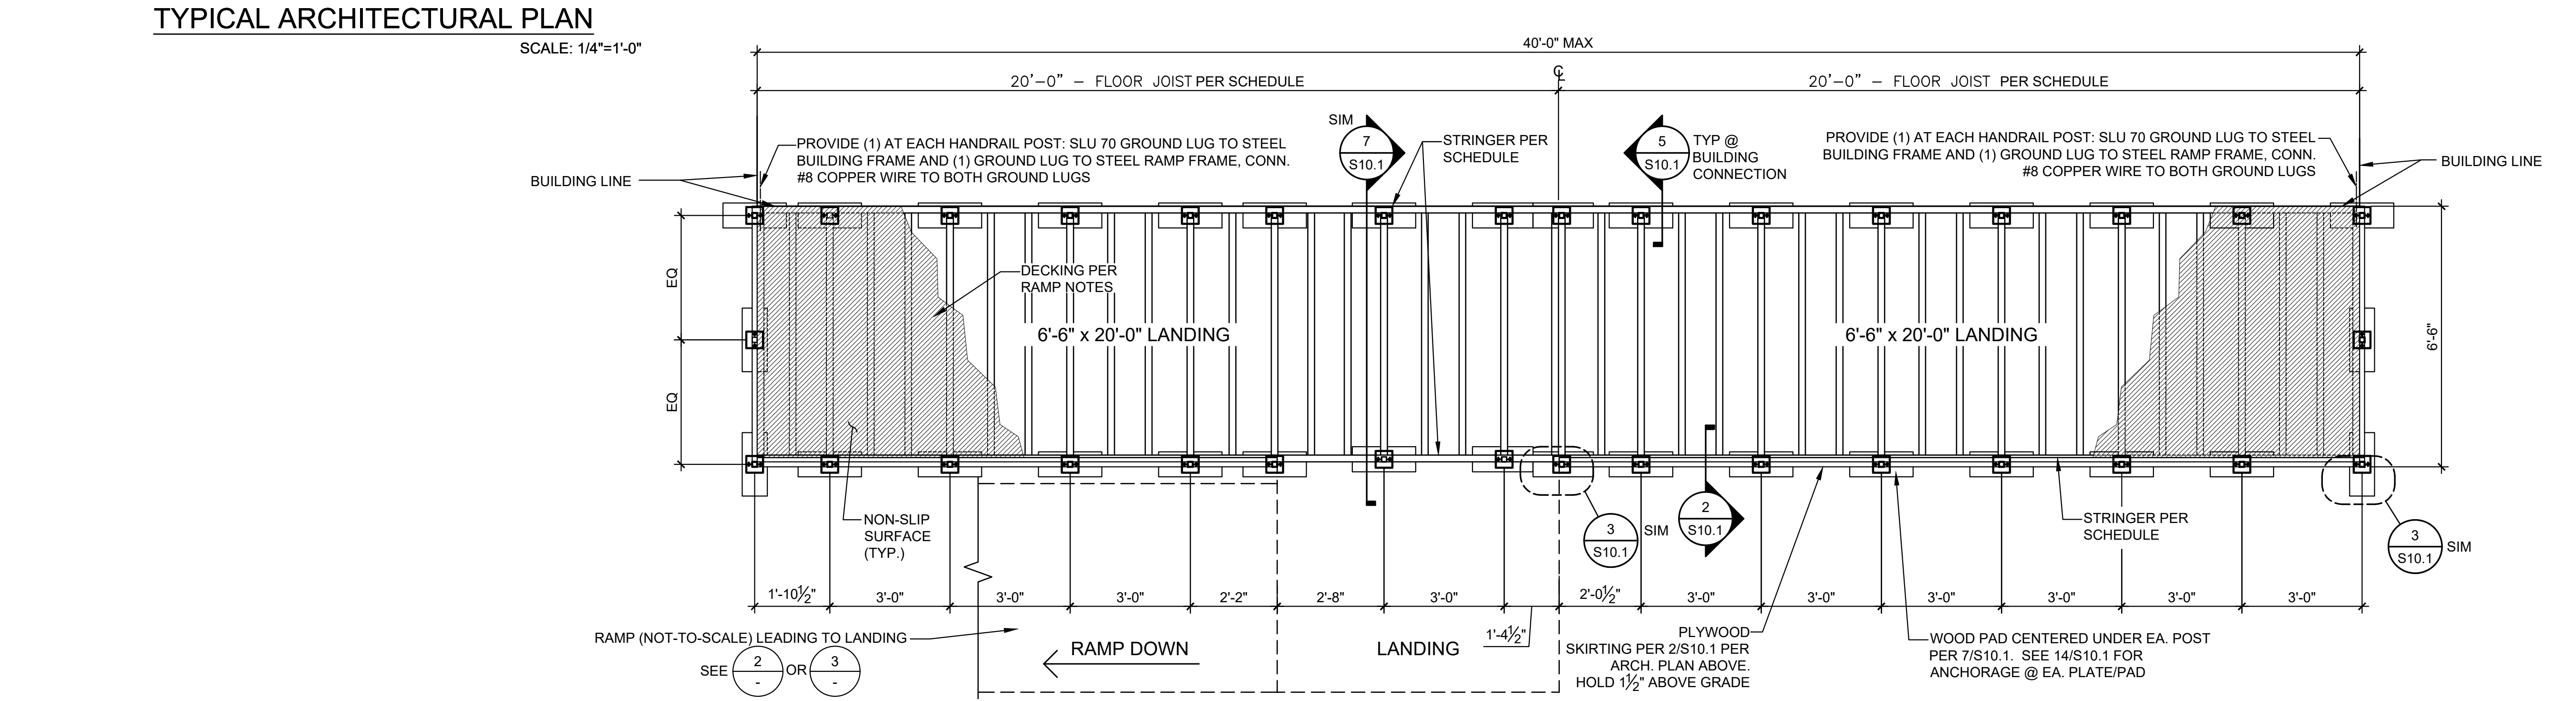 TYPICAL ARCHITECTURAL PLAN
SCALE: 1/4"=1'-0"
40'-0" MAX
20'-0" - FLOOR JOIST PER SCHEDULE
℄
20'-0" - FLOOR JOIST PER SCHEDULE
PROVIDE (1) AT EACH HANDRAIL POST: SLU 70 GROUND LUG TO STEEL
BUILDING FRAME AND (1) GROUND LUG TO STEEL RAMP FRAME, CONN.
#8 COPPER WIRE TO BOTH GROUND LUGS
BUILDING LINE
SIM
7
S10.1
STRINGER PER
SCHEDULE
5
S10.1
TYP @
BUILDING
CONNECTION
PROVIDE (1) AT EACH HANDRAIL POST: SLU 70 GROUND LUG TO STEEL
BUILDING FRAME AND (1) GROUND LUG TO STEEL RAMP FRAME, CONN.
#8 COPPER WIRE TO BOTH GROUND LUGS
BUILDING LINE
EQ
EQ
DECKING PER
RAMP NOTES
6'-6" x 20'-0" LANDING
6'-6" x 20'-0" LANDING
6'-6"
NON-SLIP
SURFACE
(TYP.)
3
S10.1
SIM
2
S10.1
STRINGER PER
SCHEDULE
3
S10.1
SIM
1'-10½"
3'-0"
3'-0"
3'-0"
2'-2"
2'-8"
3'-0"
1'-4½"
2'-0½"
3'-0"
3'-0"
3'-0"
3'-0"
3'-0"
3'-0"
RAMP (NOT-TO-SCALE) LEADING TO LANDING
SEE
2
-
OR
3
-
RAMP DOWN
LANDING
PLYWOOD
SKIRTING PER 2/S10.1 PER
ARCH. PLAN ABOVE.
HOLD 1½" ABOVE GRADE
WOOD PAD CENTERED UNDER EA. POST
PER 7/S10.1. SEE 14/S10.1 FOR
ANCHORAGE @ EA. PLATE/PAD